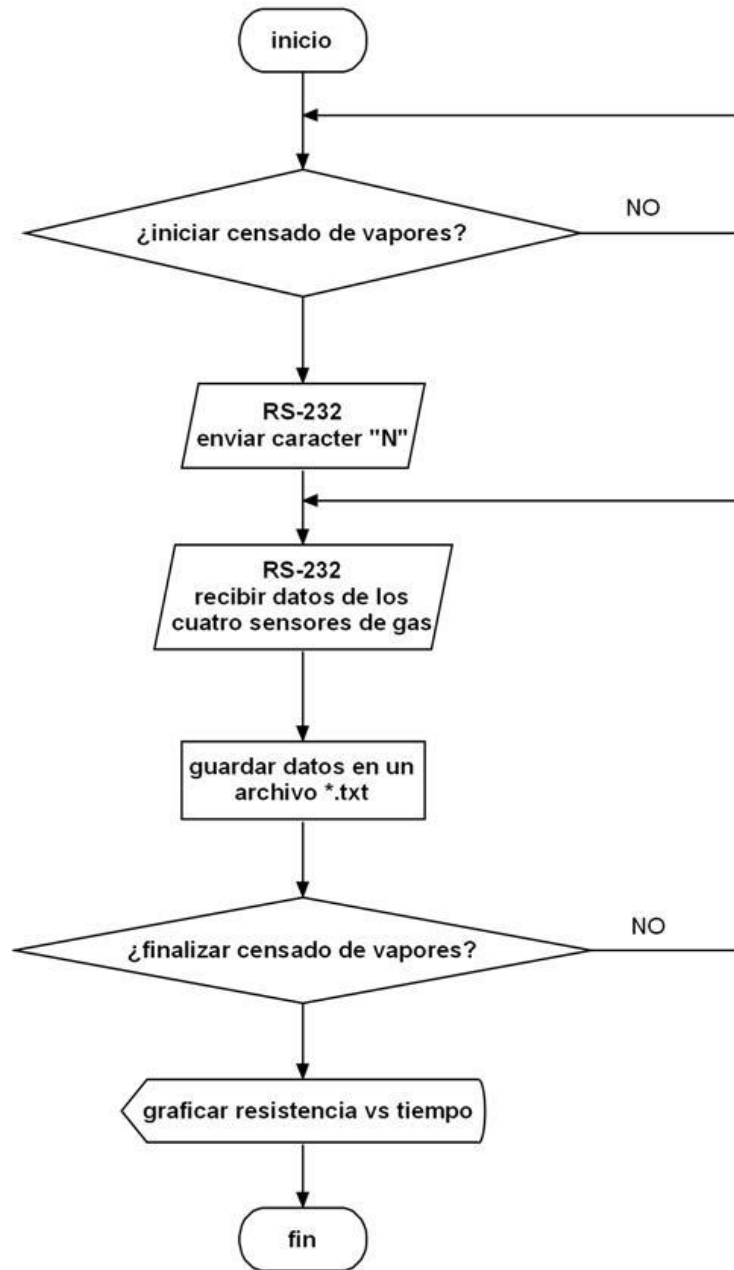 inicio
¿iniciar censado de vapores?
NO
RS-232
enviar caracter "N"
RS-232
recibir datos de los
cuatro sensores de gas
guardar datos en un
archivo *.txt
¿finalizar censado de vapores?
NO
graficar resistencia vs tiempo
fin